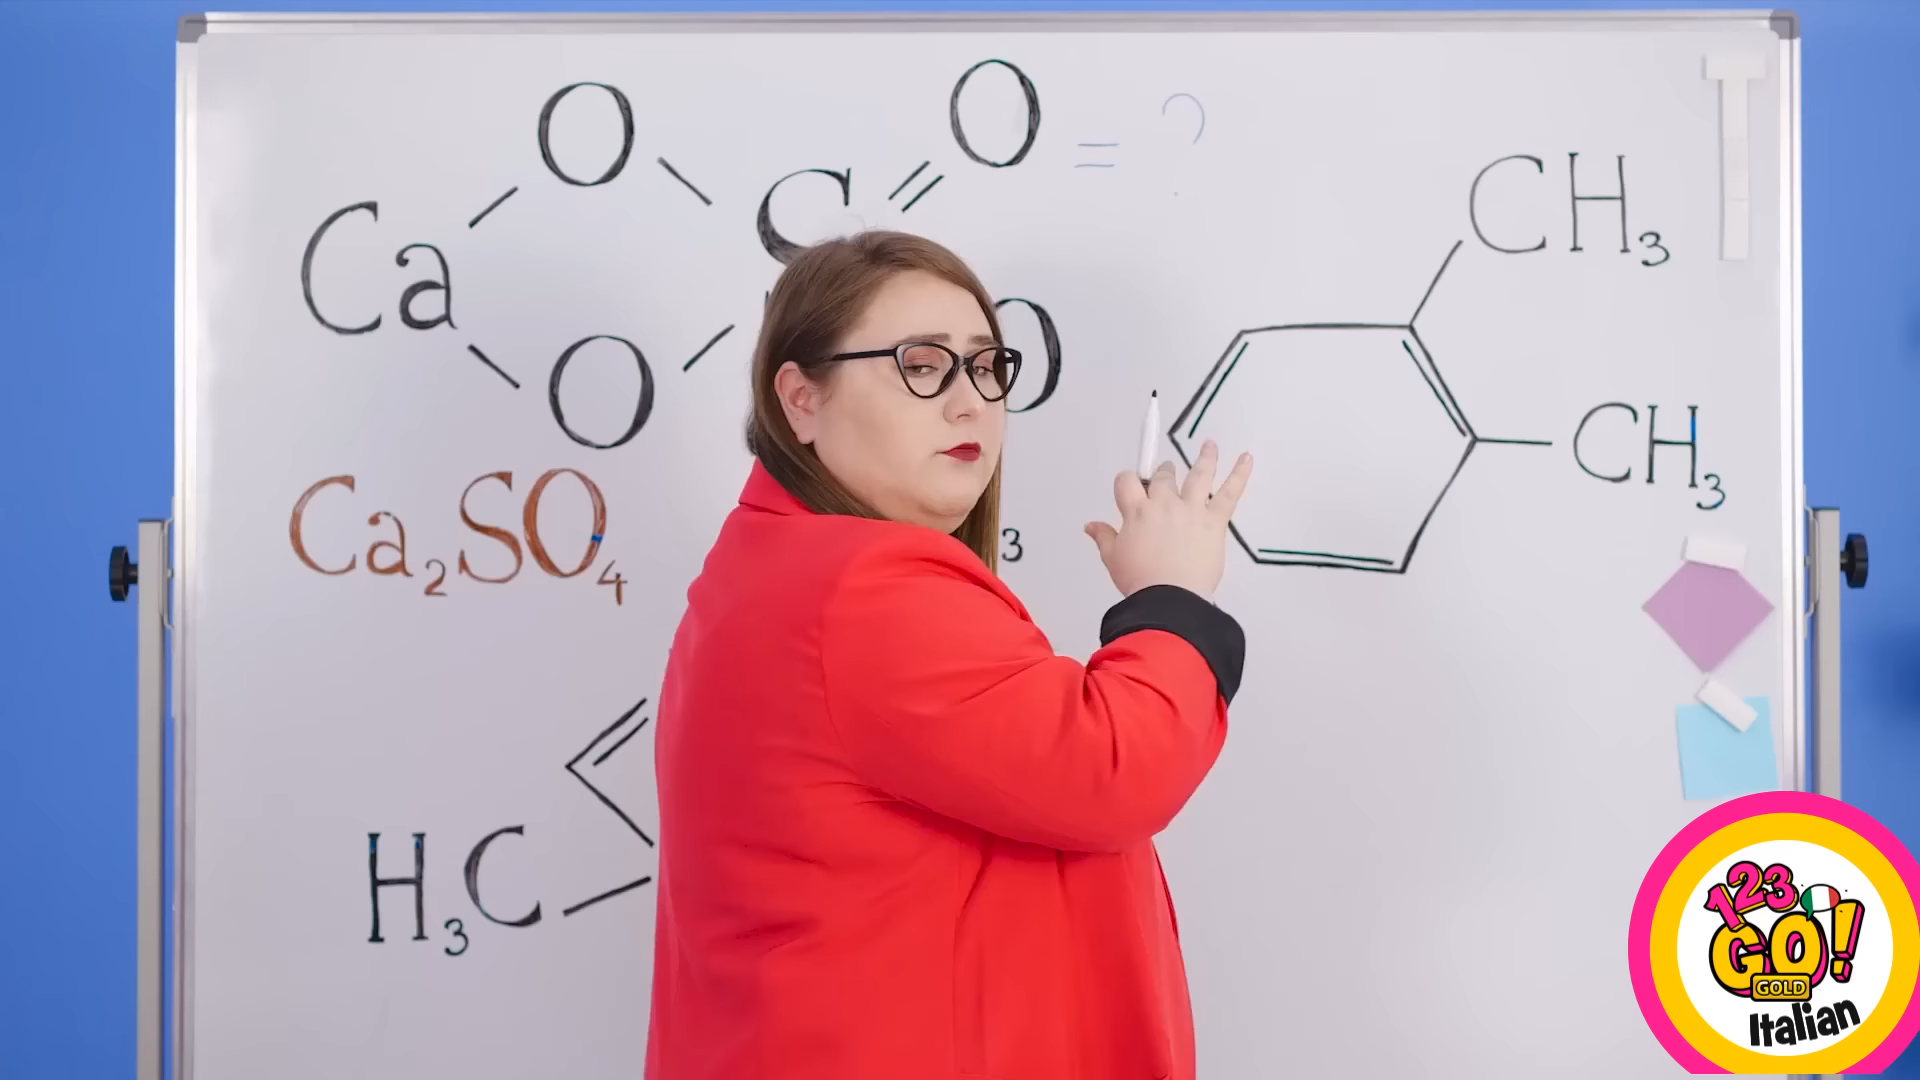 O
O
= ?
Ca
C
CH3
O
O
CH3
Ca2SO4
3
H3C
123
GO!
GOLD
Italian